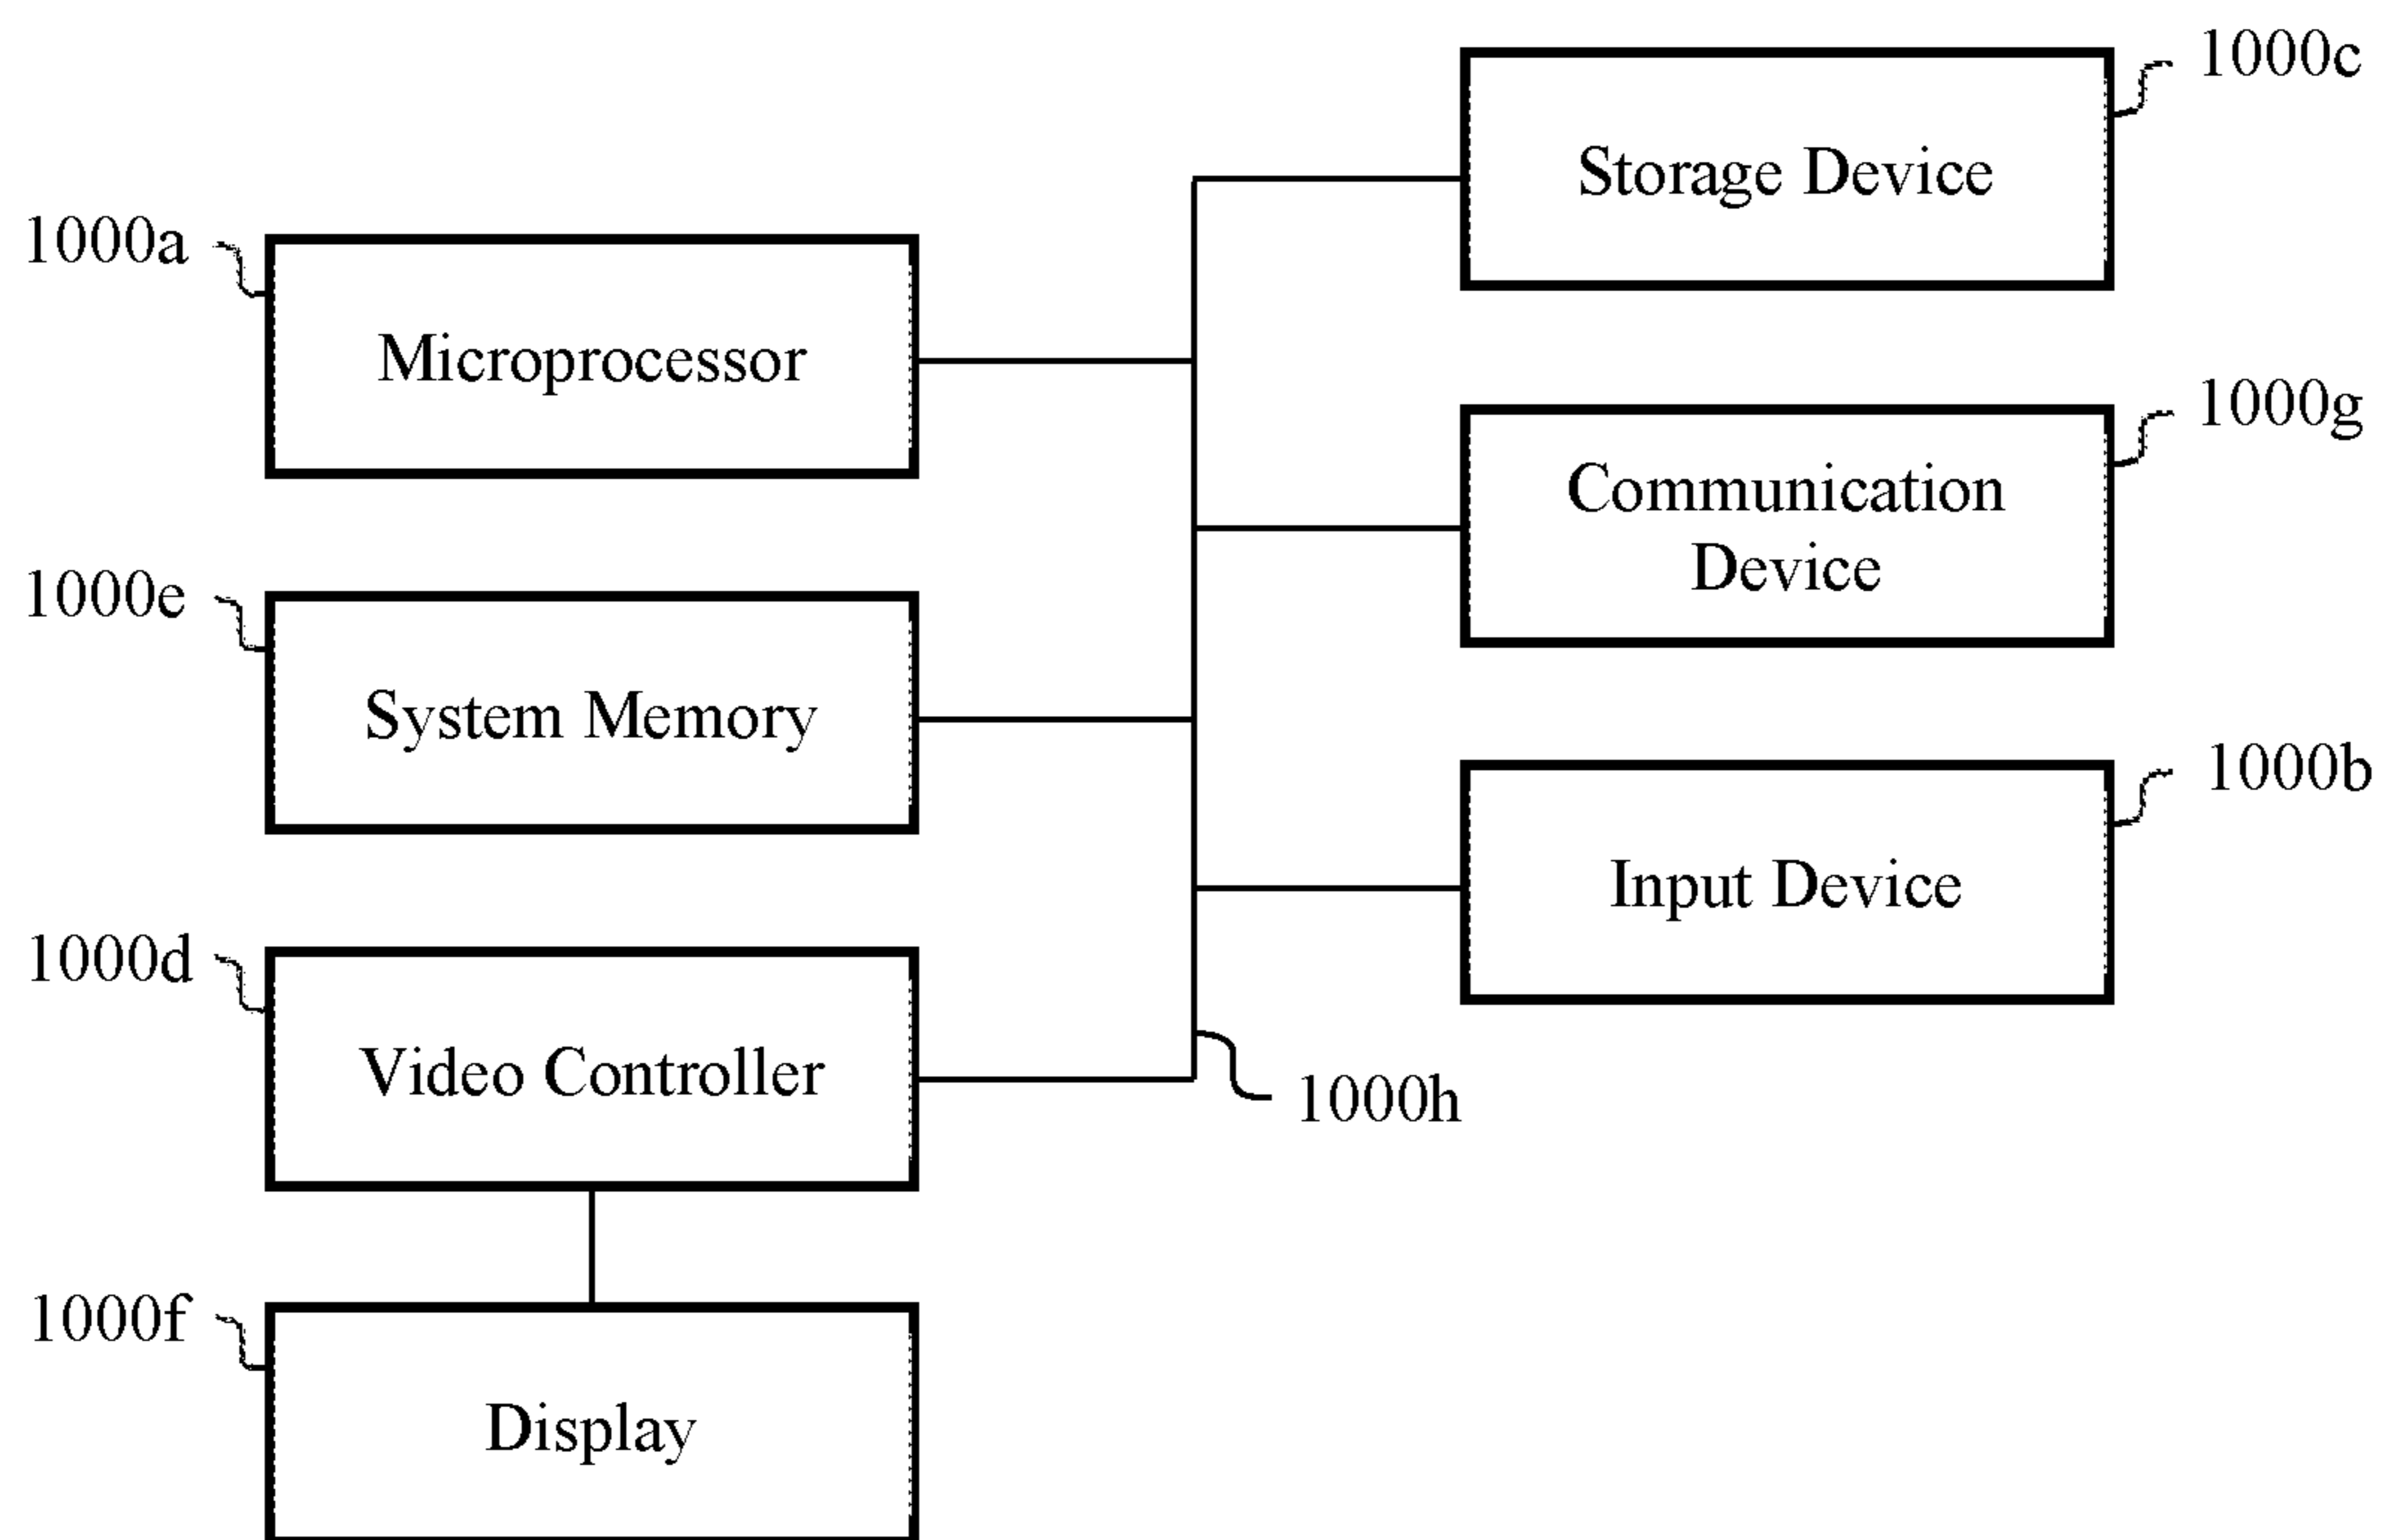 1000c
Storage Device
1000a
Microprocessor
1000g
Communication
Device
1000e
System Memory
1000b
Input Device
1000d
Video Controller
1000h
1000f
Display